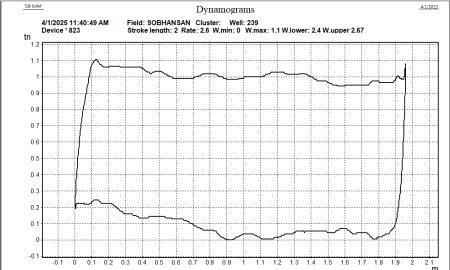 "DB SIAM"
Dynamograms
4/1/2025
4/1/2025 11:40:49 AM Field: SOBHANSAN Cluster: Well: 239
Device ' 823 Stroke length: 2 Rate: 2.6 W.min: 0 W.max: 1.1 W.lower: 2.4 W.upper 2.67
tn
1.2
1.1
1
0.9
0.8
0.7
0.6
0.5
0.4
0.3
0.2
0.1
0
-0.1
-0.1 0 0.1 0.2 0.3 0.4 0.5 0.6 0.7 0.8 0.9 1 1.1 1.2 1.3 1.4 1.5 1.6 1.7 1.8 1.9 2 2.1
m